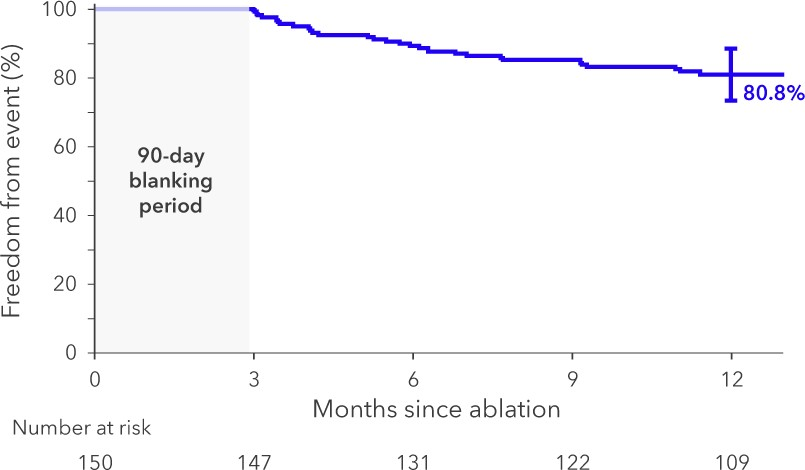 Freedom from event (%)
100
80
60
40
20
0
90-day
blanking
period
80.8%
0 3 6 9 12
Months since ablation
Number at risk
150 147 131 122 109